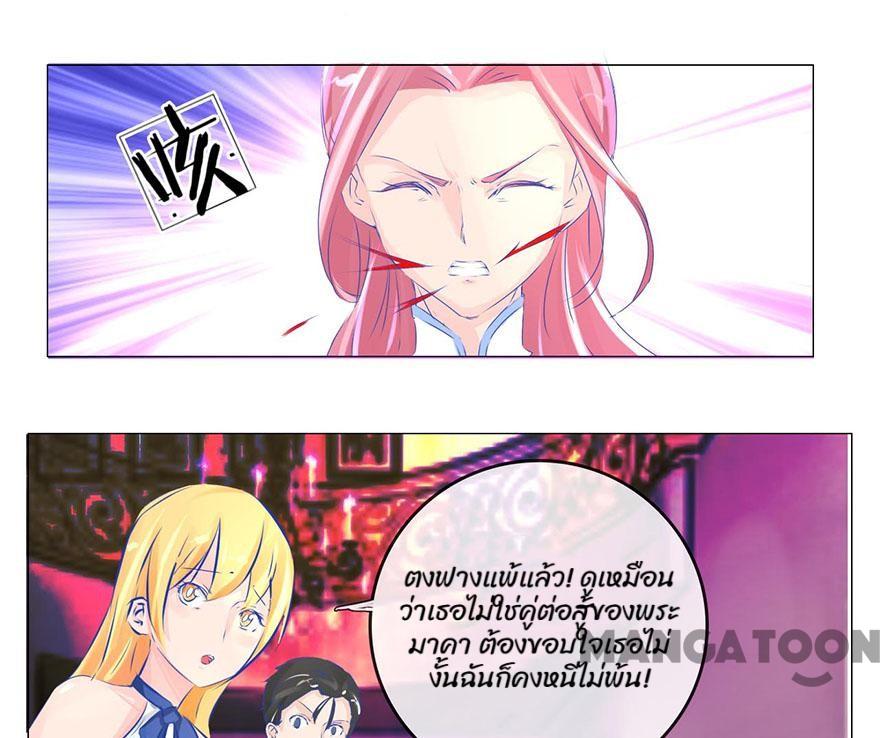 咳
ตงฟางแพ้แล้ว! ดูเหมือน
ว่าเธอไม่ใช่คู่ต่อสู้ของพระ
มาคา ต้องขอบใจเธอไม่
งั้นฉันก็คงหนีไม่พ้น!
MANGATOON